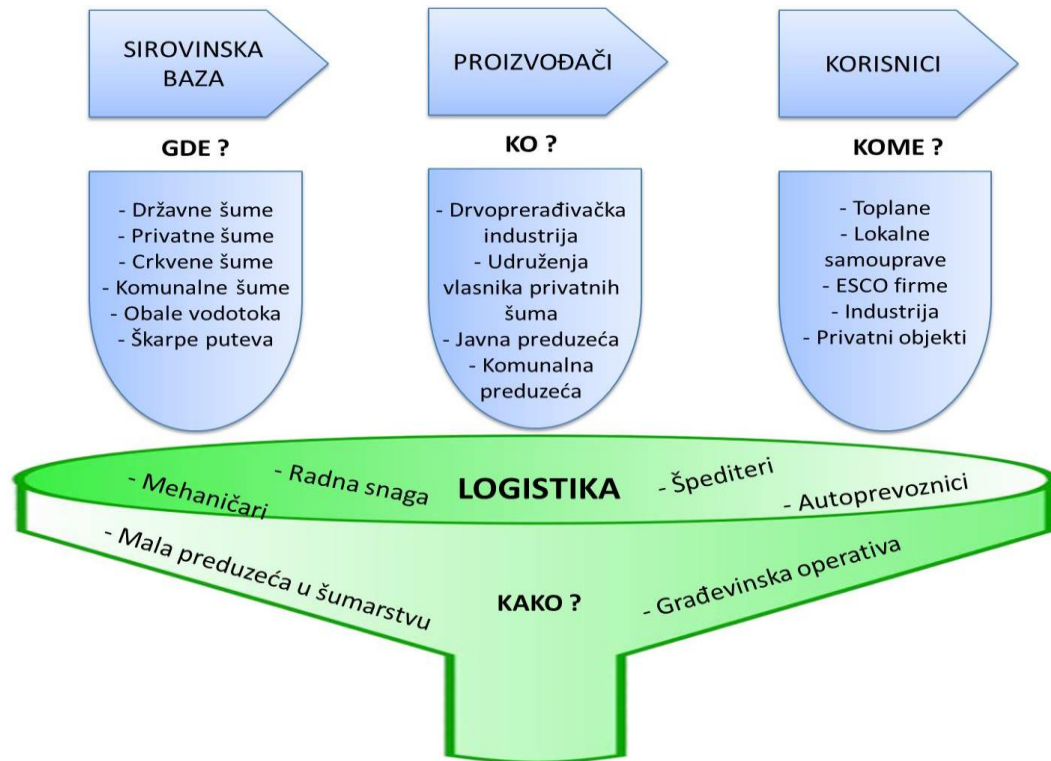 SIROVINSKA
BAZA
PROIZVOĐAČI
KORISNICI
GDE ?
KO ?
KOME ?
- Državne šume
- Privatne šume
- Crkvene šume
- Komunalne šume
- Obale vodotoka
- Škarpe puteva
- Drvoprerađivačka
industrija
- Udruženja
vlasnika privatnih
šuma
- Javna preduzeća
- Komunalna
preduzeća
- Toplane
- Lokalne
samouprave
- ESCO firme
- Industrija
- Privatni objekti
- Mehaničari
- Radna snaga
LOGISTIKA
- Špediteri
- Autoprevoznici
- Mala preduzeća u šumarstvu
KAKO ?
- Građevinska operativa